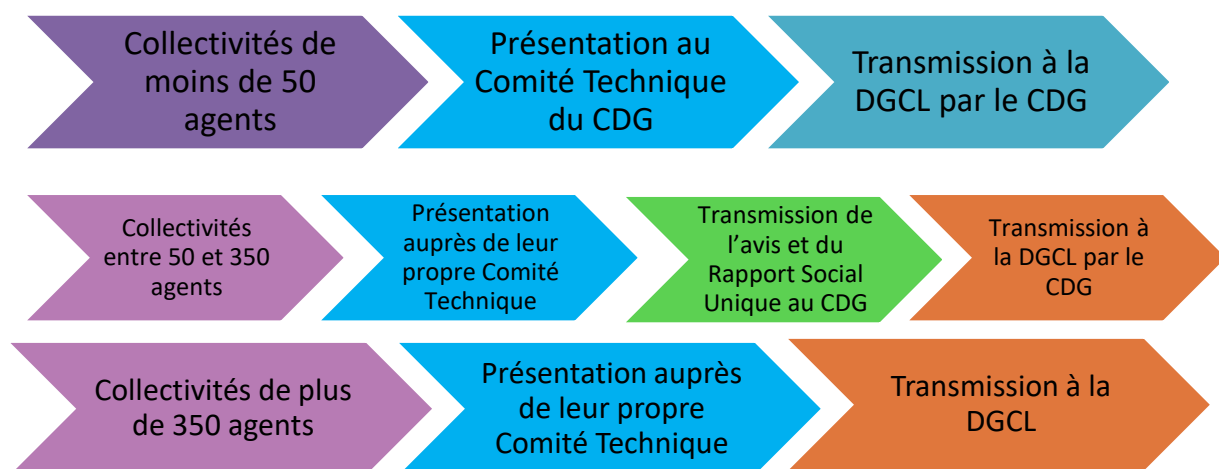 Collectivités de
moins de 50
agents
Présentation au
Comité Technique
du CDG
Transmission à la
DGCL par le CDG
Collectivités
entre 50 et 350
agents
Présentation
auprès de leur
propre Comité
Technique
Transmission de
l’avis et du
Rapport Social
Unique au CDG
Transmission à
la DGCL par le
CDG
Collectivités de plus
de 350 agents
Présentation auprès
de leur propre
Comité Technique
Transmission à la
DGCL